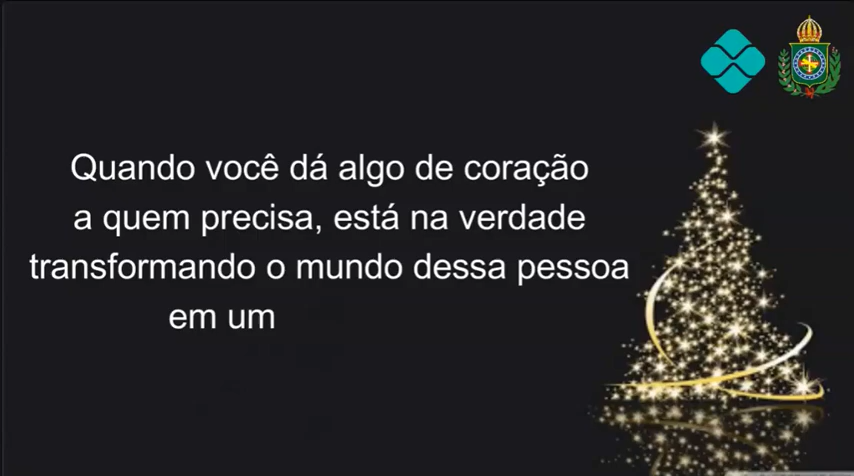 Quando você dá algo de coração
a quem precisa, está na verdade
transformando o mundo dessa pessoa
em um